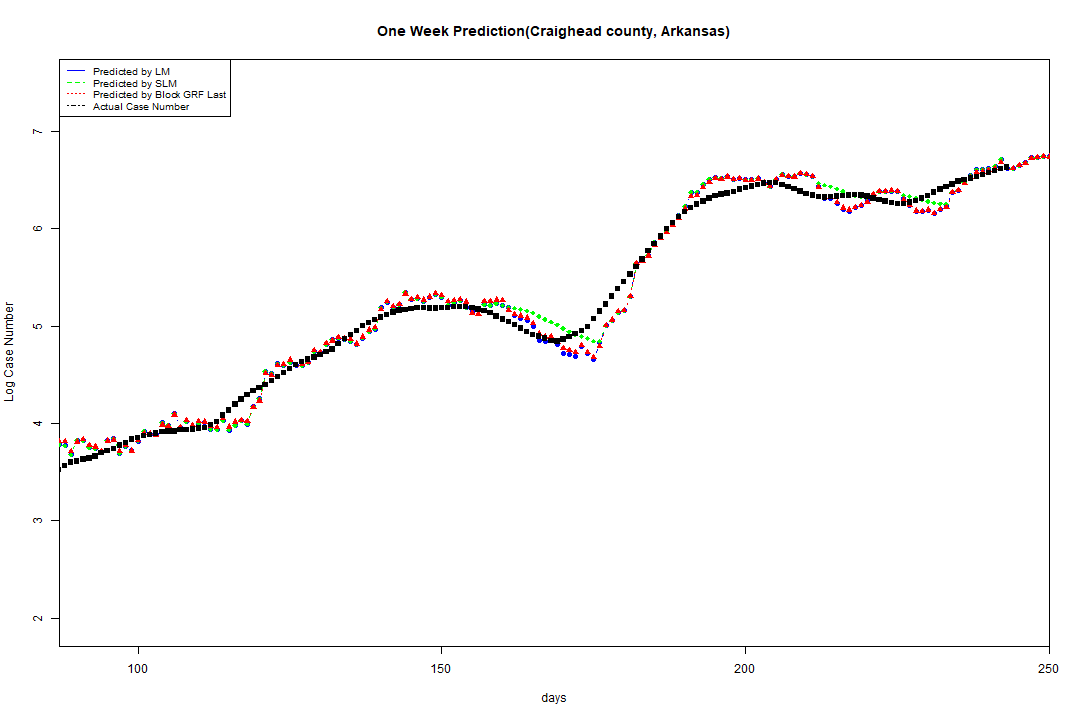 One Week Prediction(Craighead county, Arkansas)
Predicted by LM
Predicted by SLM
Predicted by Block GRF Last
Actual Case Number
7
6
5
4
3
2
Log Case Number
100 150 200 250
days